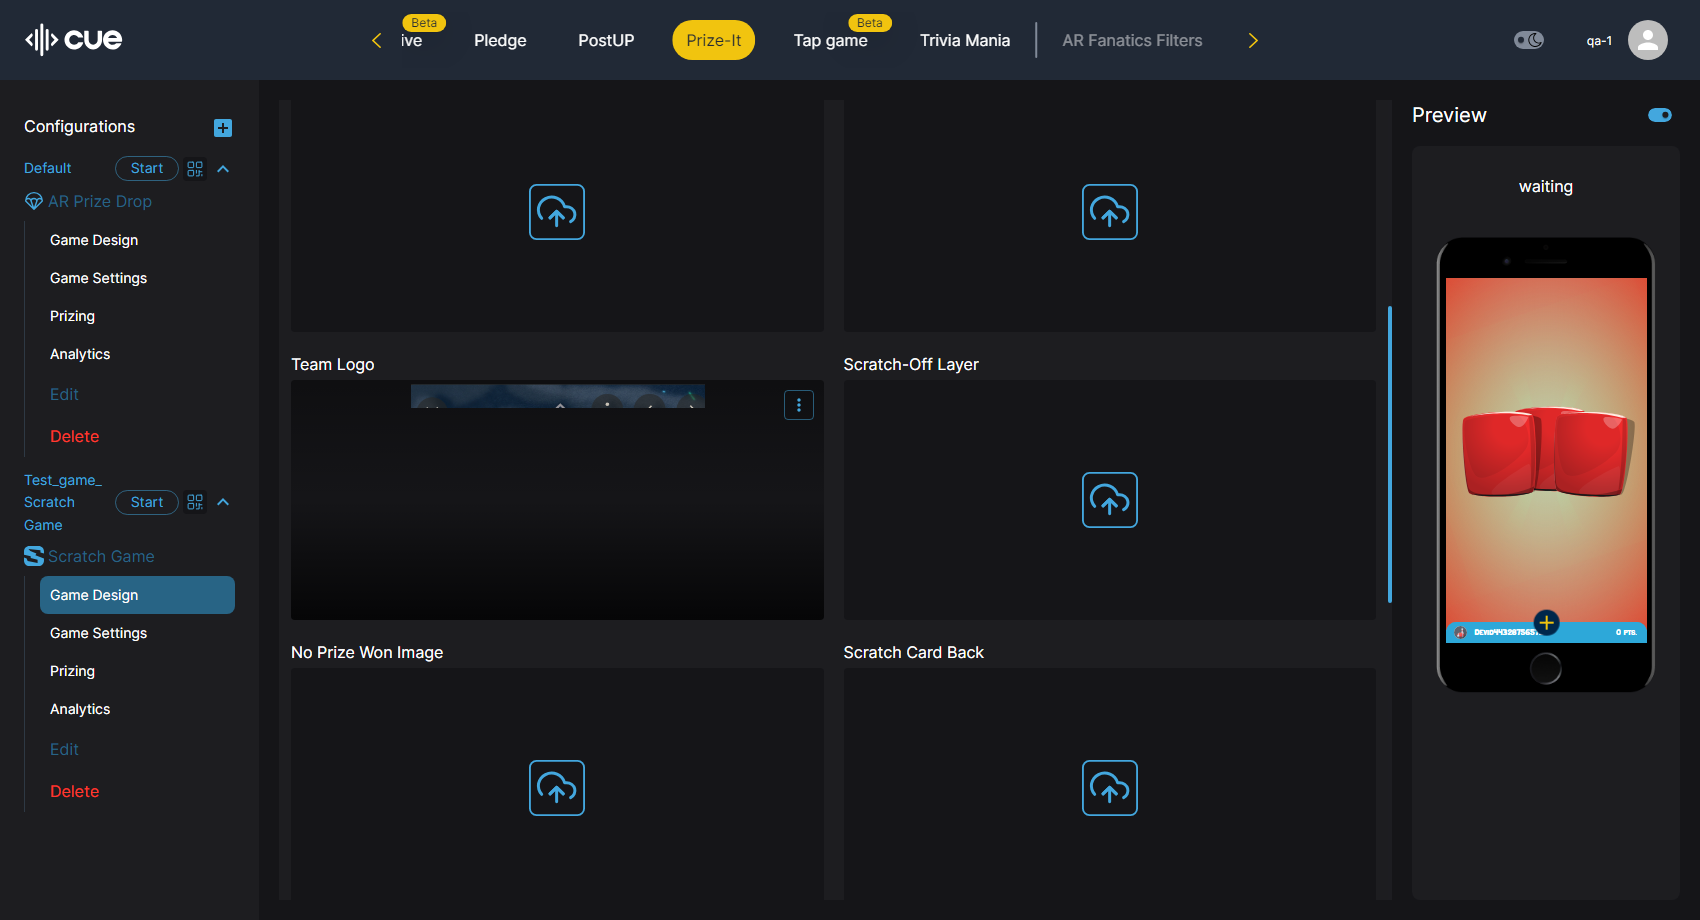 cue
Beta
ive
Pledge
PostUP
Prize-It
Beta
Tap game
Trivia Mania
AR Fanatics Filters
qa-1
Configurations
Default
Start
AR Prize Drop
Game Design
Game Settings
Prizing
Analytics
Edit
Delete
Test_game_
Scratch
Game
Start
Scratch Game
Game Design
Game Settings
Prizing
Analytics
Edit
Delete
Team Logo
Scratch-Off Layer
No Prize Won Image
Scratch Card Back
Preview
waiting
0 PTS.